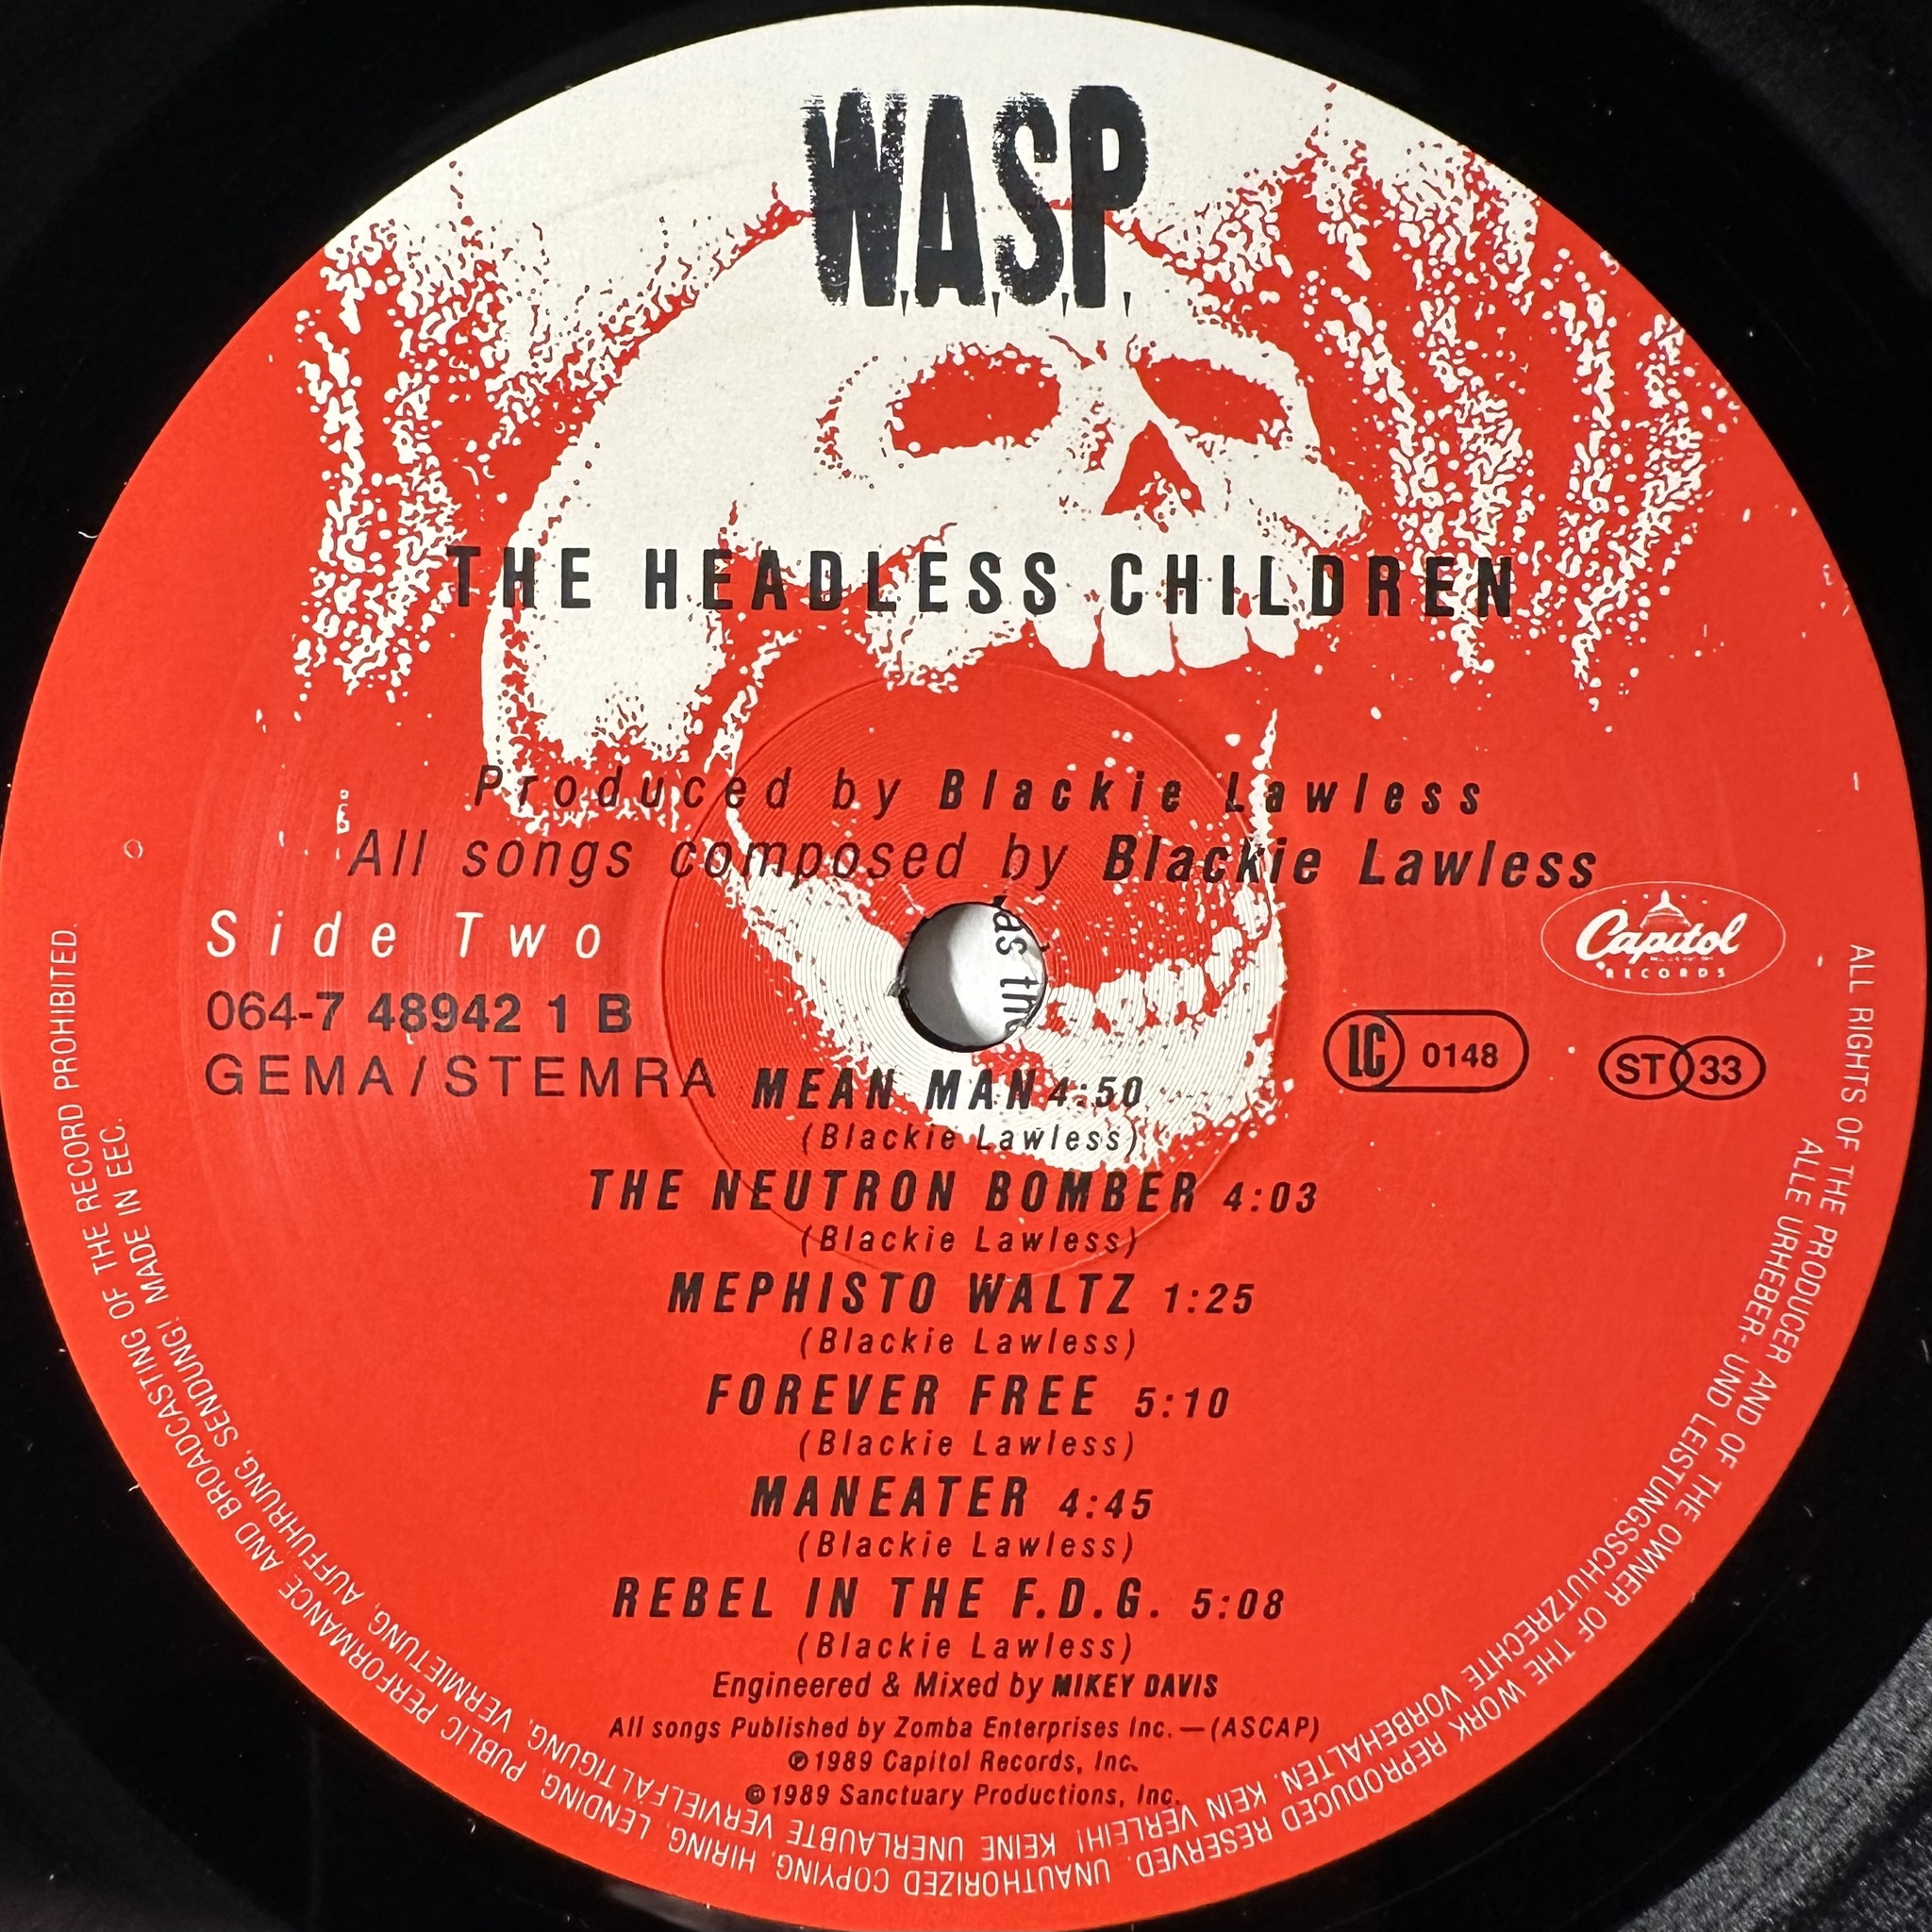 W.A.S.P.
THE HEADLESS CHILDREN
Produced by Blackie Lawless
All songs composed by Blackie Lawless
Side Two
064-7 48942 1 B
GEMA/STEMRA
Capitol
RECORDS
LC 0148
ST 33
as th
MEAN MAN 4:50
(Blackie Lawless)
THE NEUTRON BOMBER 4:03
(Blackie Lawless)
MEPHISTO WALTZ 1:25
(Blackie Lawless)
FOREVER FREE 5:10
(Blackie Lawless)
MANEATER 4:45
(Blackie Lawless)
REBEL IN THE F.D.G. 5:08
(Blackie Lawless)
Engineered & Mixed by MIKEY DAVIS
All songs Published by Zomba Enterprises Inc. — (ASCAP)
℗ 1989 Capitol Records, Inc.
© 1989 Sanctuary Productions, Inc.
ALL RIGHTS OF THE PRODUCER AND OF THE OWNER OF THE WORK REPRODUCED RESERVED. UNAUTHORIZED COPYING, HIRING, LENDING, PUBLIC PERFORMANCE AND BROADCASTING OF THE RECORD PROHIBITED.
ALLE URHEBER- UND LEISTUNGSSCHUTZRECHTE VORBEHALTEN. KEIN VERLEIH! KEINE UNERLAUBTE VERVIELFÄLTIGUNG, VERMIETUNG, AUFFÜHRUNG, SENDUNG! MADE IN EEC.